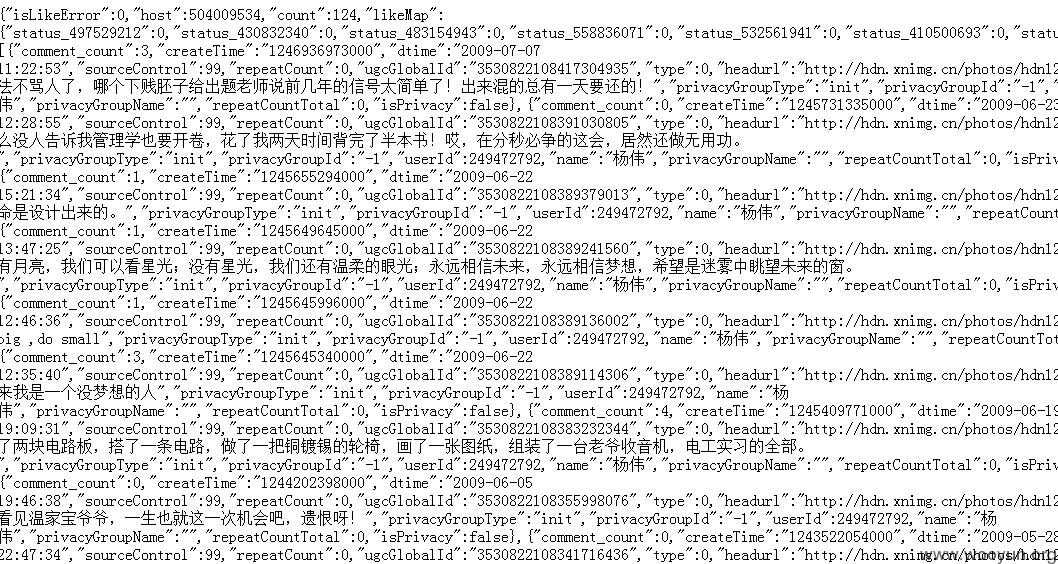 {"isLikeError":0,"host":504009534,"count":124,"likeMap":
{"status_497529212":0,"status_430832340":0,"status_483154943":0,"status_558836071":0,"status_532561941":0,"status_410500693":0,"statu
[{"comment_count":3,"createTime":"1246936973000","dtime":"2009-07-07
11:22:53","sourceControl":99,"repeatCount":0,"ugcGlobalId":"3530822108417304935","type":0,"headurl":"http://hdn.xnimg.cn/photos/hdn12
法不骂人了，哪个下贱胚子给出题老师说前几年的信号太简单了！出来混的总有一天要还的！","privacyGroupType":"init","privacyGroupId":"-1",
伟","privacyGroupName":"","repeatCountTotal":0,"isPrivacy":false},{"comment_count":0,"createTime":"1245731335000","dtime":"2009-06-23
12:28:55","sourceControl":99,"repeatCount":0,"ugcGlobalId":"3530822108391030805","type":0,"headurl":"http://hdn.xnimg.cn/photos/hdn12
么没人告诉我管理学也要开卷，花了我两天时间背完了半本书！哎，在分秒必争的这会，居然还做无用功。
","privacyGroupType":"init","privacyGroupId":"-1","userId":249472792,"name":"杨伟","privacyGroupName":"","repeatCountTotal":0,"isPriv
{"comment_count":1,"createTime":"1245655294000","dtime":"2009-06-22
15:21:34","sourceControl":99,"repeatCount":0,"ugcGlobalId":"3530822108389379013","type":0,"headurl":"http://hdn.xnimg.cn/photos/hdn12
命是设计出来的。","privacyGroupType":"init","privacyGroupId":"-1","userId":249472792,"name":"杨伟","privacyGroupName":"","repeatCount
{"comment_count":1,"createTime":"1245649645000","dtime":"2009-06-22
13:47:25","sourceControl":99,"repeatCount":0,"ugcGlobalId":"3530822108389241560","type":0,"headurl":"http://hdn.xnimg.cn/photos/hdn12
有月亮，我们可以看星光；没有星光，我们还有温柔的眼光；永远相信未来，永远相信梦想，希望是迷雾中眺望未来的窗。
","privacyGroupType":"init","privacyGroupId":"-1","userId":249472792,"name":"杨伟","privacyGroupName":"","repeatCountTotal":0,"isPriv
{"comment_count":1,"createTime":"1245645996000","dtime":"2009-06-22
12:46:36","sourceControl":99,"repeatCount":0,"ugcGlobalId":"3530822108389136002","type":0,"headurl":"http://hdn.xnimg.cn/photos/hdn12
big ,do small","privacyGroupType":"init","privacyGroupId":"-1","userId":249472792,"name":"杨伟","privacyGroupName":"","repeatCountTot
{"comment_count":3,"createTime":"1245645340000","dtime":"2009-06-22
12:35:40","sourceControl":99,"repeatCount":0,"ugcGlobalId":"3530822108389114306","type":0,"headurl":"http://hdn.xnimg.cn/photos/hdn12
来我是一个没梦想的人","privacyGroupType":"init","privacyGroupId":"-1","userId":249472792,"name":"杨
伟","privacyGroupName":"","repeatCountTotal":0,"isPrivacy":false},{"comment_count":4,"createTime":"1245409771000","dtime":"2009-06-19
19:09:31","sourceControl":99,"repeatCount":0,"ugcGlobalId":"3530822108383232344","type":0,"headurl":"http://hdn.xnimg.cn/photos/hdn12
了两块电路板，搭了一条电路，做了一把铜镀锡的轮椅，画了一张图纸，组装了一台老爷收音机，电工实习的全部。
","privacyGroupType":"init","privacyGroupId":"-1","userId":249472792,"name":"杨伟","privacyGroupName":"","repeatCountTotal":0,"isPriv
{"comment_count":0,"createTime":"1244202398000","dtime":"2009-06-05
19:46:38","sourceControl":99,"repeatCount":0,"ugcGlobalId":"3530822108355998076","type":0,"headurl":"http://hdn.xnimg.cn/photos/hdn12
看见温家宝爷爷，一生也就这一次机会吧，遗恨呀！","privacyGroupType":"init","privacyGroupId":"-1","userId":249472792,"name":"杨
伟","privacyGroupName":"","repeatCountTotal":0,"isPrivacy":false},{"comment_count":0,"createTime":"1243522054000","dtime":"2009-05-28
22:47:34","sourceControl":99,"repeatCount":0,"ugcGlobalId":"3530822108341716436","type":0,"headurl":"http://hdn.xnimg.cn/photos/hdn12